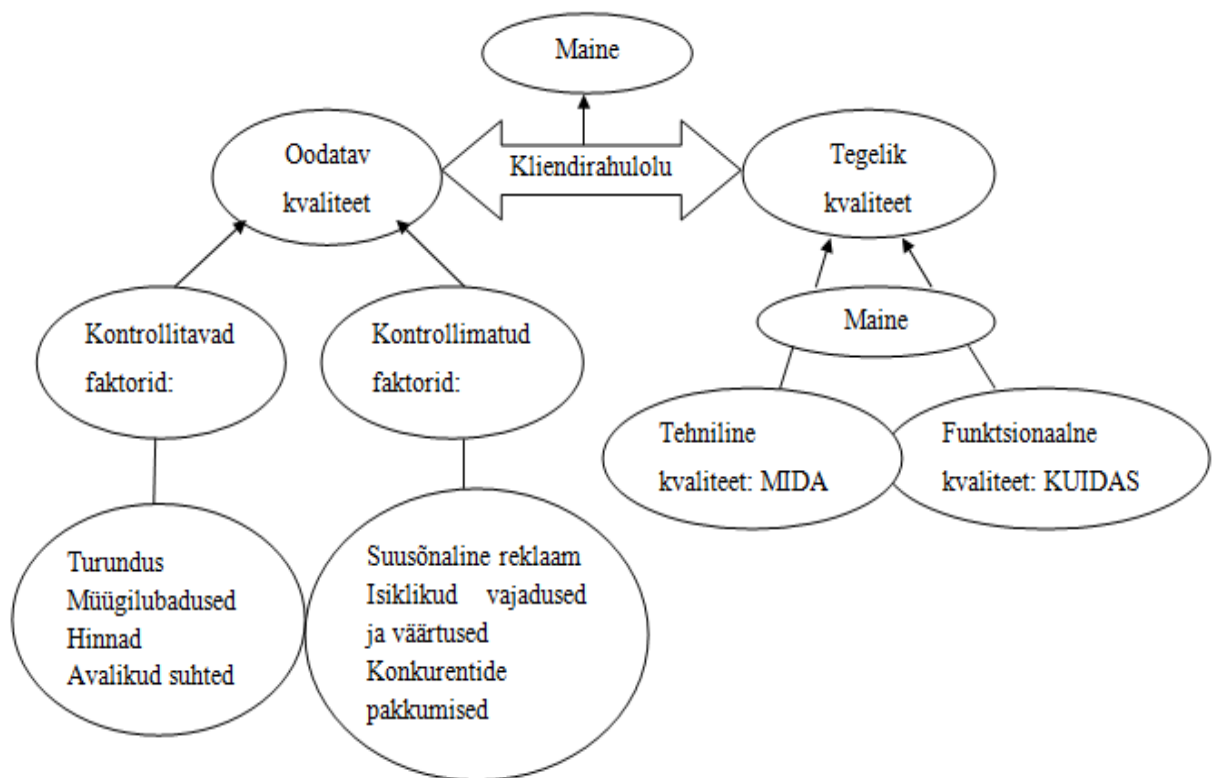 Maine
Oodatav
kvaliteet
Kliendirahulolu
Tegelik
kvaliteet
Kontrollitavad
faktorid:
Kontrollimatud
faktorid:
Maine
Tehniline
kvaliteet: MIDA
Funktsionaalne
kvaliteet: KUIDAS
Turundus
Müügilubadused
Hinnad
Avalikud suhted
Suusõnaline reklaam
Isiklikud vajadused
ja väärtused
Konkurentide
pakkumised